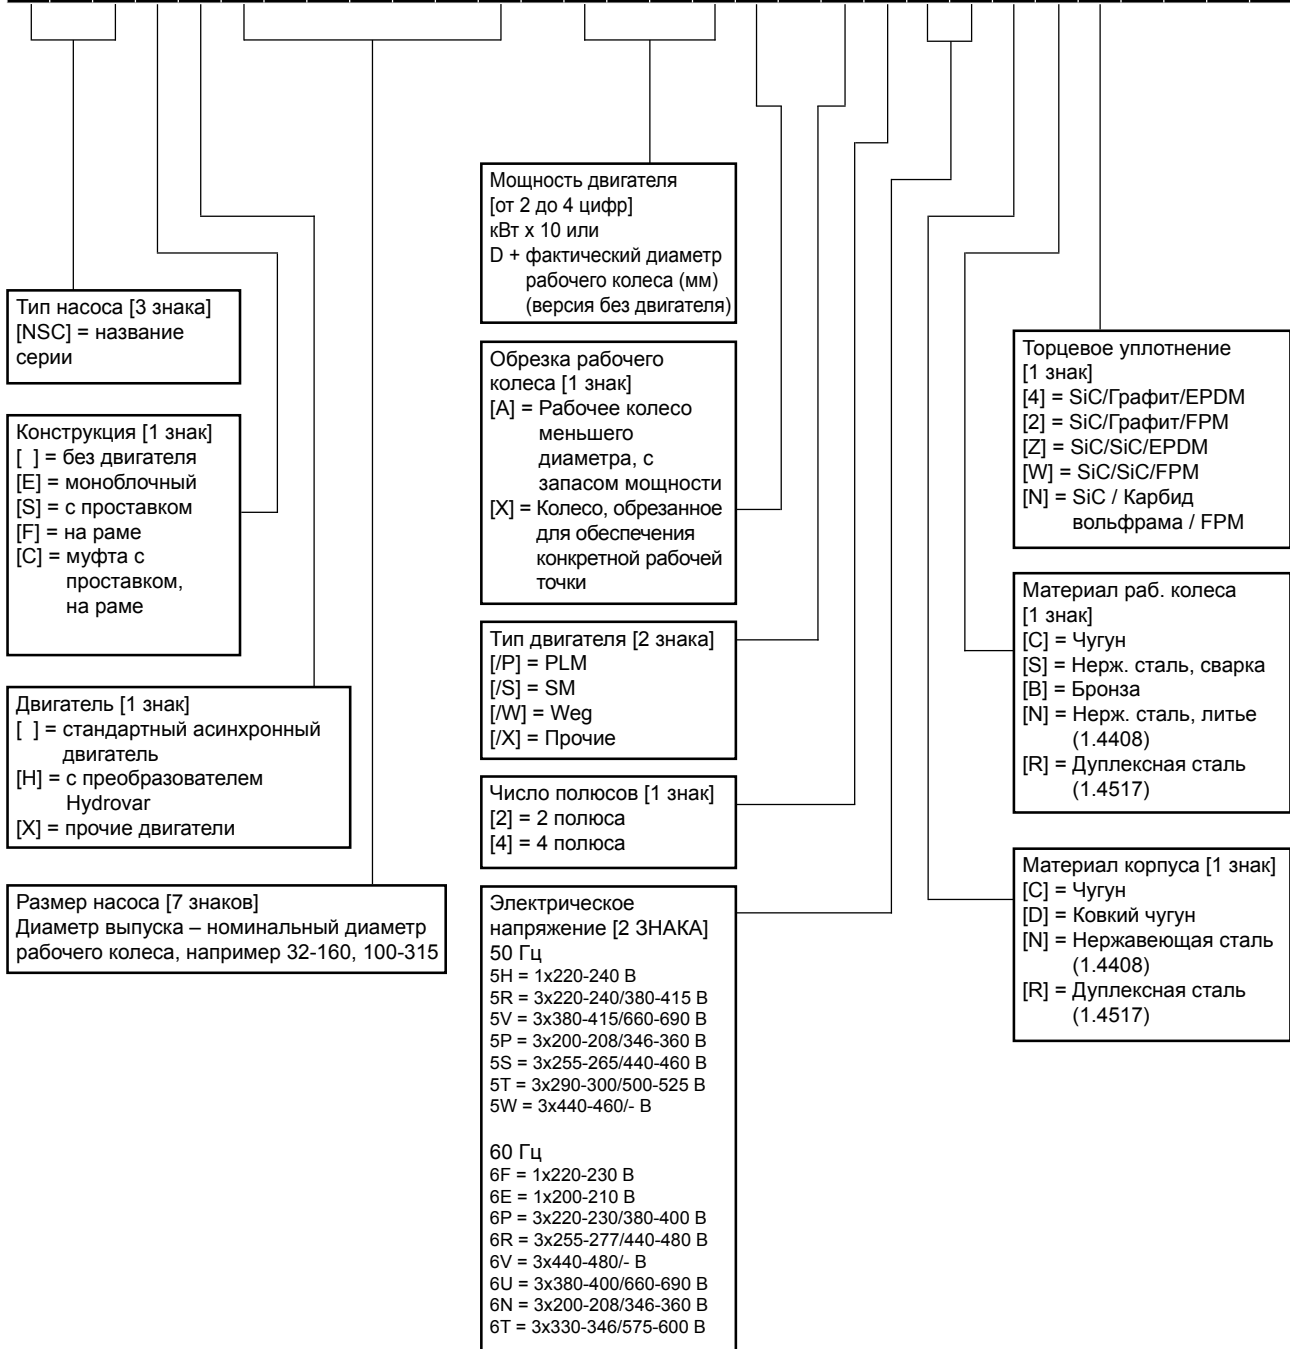 Тип насоса [3 знака]
[NSC] = название
серии
Конструкция [1 знак]
[ ] = без двигателя
[E] = моноблочный
[S] = с проставком
[F] = на раме
[C] = муфта с
проставком,
на раме
Двигатель [1 знак]
[ ] = стандартный асинхронный
двигатель
[H] = с преобразователем
Hydrovar
[X] = прочие двигатели
Размер насоса [7 знаков]
Диаметр выпуска – номинальный диаметр
рабочего колеса, например 32-160, 100-315
Мощность двигателя
[от 2 до 4 цифр]
кВт x 10 или
D + фактический диаметр
рабочего колеса (мм)
(версия без двигателя)
Обрезка рабочего
колеса [1 знак]
[A] = Рабочее колесо
меньшего
диаметра, с
запасом мощности
[X] = Колесо, обрезанное
для обеспечения
конкретной рабочей
точки
Тип двигателя [2 знака]
[/P] = PLM
[/S] = SM
[/W] = Weg
[/X] = Прочие
Число полюсов [1 знак]
[2] = 2 полюса
[4] = 4 полюса
Электрическое
напряжение [2 ЗНАКА]
50 Гц
5H = 1x220-240 В
5R = 3x220-240/380-415 В
5V = 3x380-415/660-690 В
5P = 3x200-208/346-360 В
5S = 3x255-265/440-460 В
5T = 3x290-300/500-525 В
5W = 3x440-460/- В
60 Гц
6F = 1x220-230 В
6E = 1x200-210 В
6P = 3x220-230/380-400 В
6R = 3x255-277/440-480 В
6V = 3x440-480/- В
6U = 3x380-400/660-690 В
6N = 3x200-208/346-360 В
6T = 3x330-346/575-600 В
Торцевое уплотнение
[1 знак]
[4] = SiC/Графит/EPDM
[2] = SiC/Графит/FPM
[Z] = SiC/SiC/EPDM
[W] = SiC/SiC/FPM
[N] = SiC / Карбид
вольфрама / FPM
Материал раб. колеса
[1 знак]
[C] = Чугун
[S] = Нерж. сталь, сварка
[B] = Бронза
[N] = Нерж. сталь, литье
(1.4408)
[R] = Дуплексная сталь
(1.4517)
Материал корпуса [1 знак]
[C] = Чугун
[D] = Ковкий чугун
[N] = Нержавеющая сталь
(1.4408)
[R] = Дуплексная сталь
(1.4517)